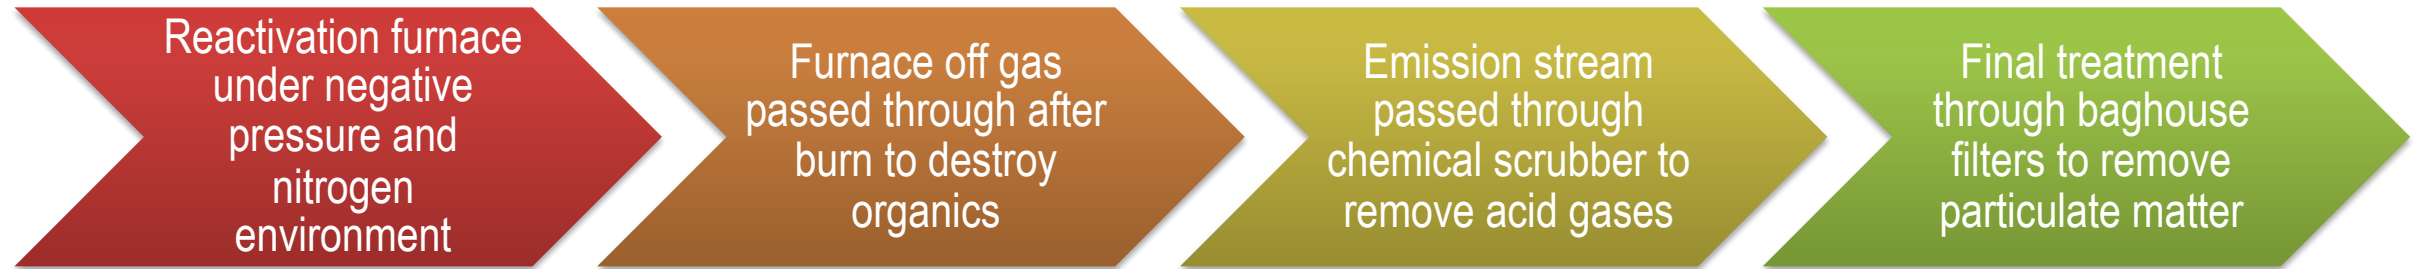 Reactivation furnace
under negative
pressure and
nitrogen
environment
Furnace off gas
passed through after
burn to destroy
organics
Emission stream
passed through
chemical scrubber to
remove acid gases
Final treatment
through baghouse
filters to remove
particulate matter